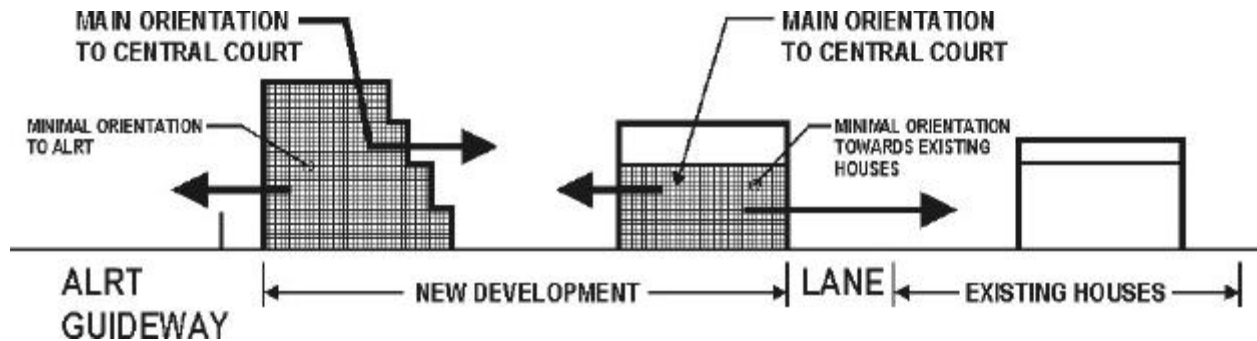 MAIN ORIENTATION
TO CENTRAL COURT
MAIN ORIENTATION
TO CENTRAL COURT
MINIMAL ORIENTATION
TO ALRT
MINIMAL ORIENTATION
TOWARDS EXISTING
HOUSES
ALRT
GUIDEWAY
NEW DEVELOPMENT
LANE
EXISTING HOUSES